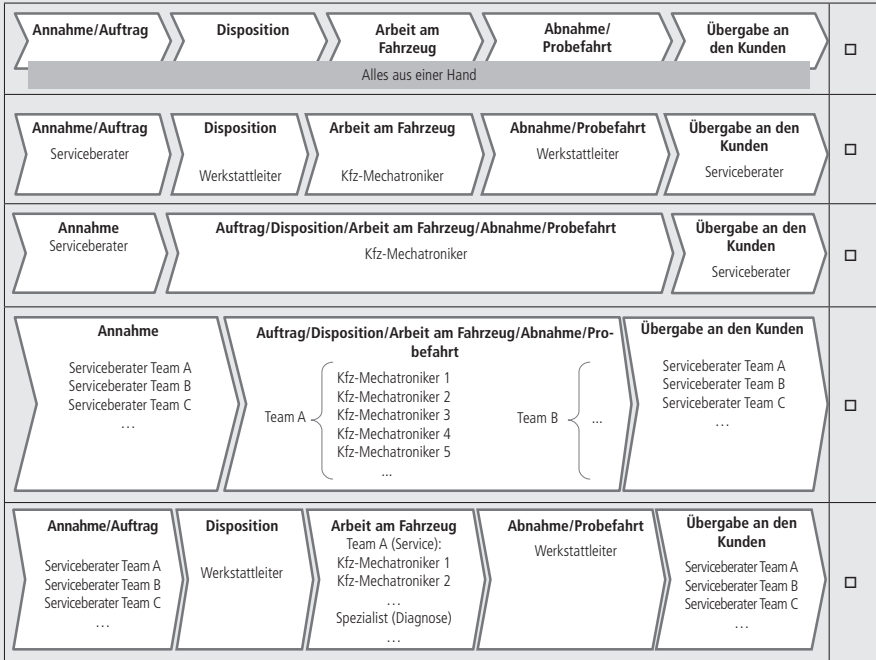 Annahme/Auftrag
Disposition
Arbeit am
Fahrzeug
Abnahme/
Probefahrt
Übergabe an
den Kunden
Alles aus einer Hand
Annahme/Auftrag
Serviceberater
Disposition
Werkstattleiter
Arbeit am Fahrzeug
Kfz-Mechatroniker
Abnahme/Probefahrt
Werkstattleiter
Übergabe an den
Kunden
Serviceberater
Annahme
Serviceberater
Auftrag/Disposition/Arbeit am Fahrzeug/Abnahme/Probefahrt
Kfz-Mechatroniker
Übergabe an den
Kunden
Serviceberater
Annahme
Serviceberater Team A
Serviceberater Team B
Serviceberater Team C
…
Auftrag/Disposition/Arbeit am Fahrzeug/Abnahme/Pro-
befahrt
Team A
Kfz-Mechatroniker 1
Kfz-Mechatroniker 2
Kfz-Mechatroniker 3
Kfz-Mechatroniker 4
Kfz-Mechatroniker 5
...
Team B
...
Übergabe an den Kunden
Serviceberater Team A
Serviceberater Team B
Serviceberater Team C
…
Annahme/Auftrag
Serviceberater Team A
Serviceberater Team B
Serviceberater Team C
…
Disposition
Werkstattleiter
Arbeit am Fahrzeug
Team A (Service):
Kfz-Mechatroniker 1
Kfz-Mechatroniker 2
…
Spezialist (Diagnose)
…
Abnahme/Probefahrt
Werkstattleiter
Übergabe an den
Kunden
Serviceberater Team A
Serviceberater Team B
Serviceberater Team C
…